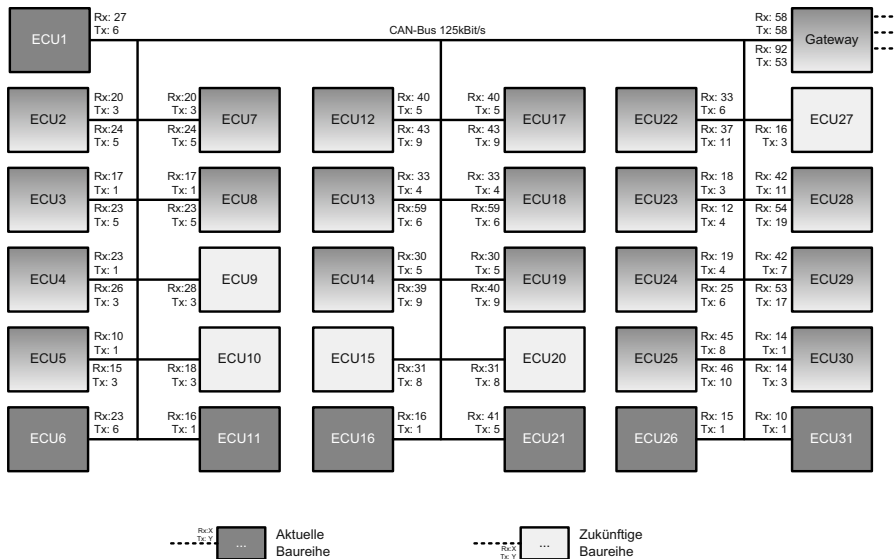 Rx: 27
Tx: 6
ECU1
CAN-Bus 125kBit/s
Rx: 58
Tx: 58
Rx: 92
Tx: 53
Gateway
Rx:20
Tx: 3
Rx:24
Tx: 5
ECU2
Rx:20
Tx: 3
Rx:24
Tx: 5
ECU7
ECU12
Rx: 40
Tx: 5
Rx: 43
Tx: 9
Rx: 40
Tx: 5
Rx: 43
Tx: 9
ECU17
ECU22
Rx: 33
Tx: 6
Rx: 37
Tx: 11
Rx: 16
Tx: 3
ECU27
ECU3
Rx:17
Tx: 1
Rx:23
Tx: 5
Rx:17
Tx: 1
Rx:23
Tx: 5
ECU8
ECU13
Rx: 33
Tx: 4
Rx:59
Tx: 6
Rx: 33
Tx: 4
Rx:59
Tx: 6
ECU18
ECU23
Rx: 18
Tx: 3
Rx: 12
Tx: 4
Rx: 42
Tx: 11
Rx: 54
Tx: 19
ECU28
ECU4
Rx:23
Tx: 1
Rx:26
Tx: 3
Rx:28
Tx: 3
ECU9
ECU14
Rx:30
Tx: 5
Rx:39
Tx: 9
Rx:30
Tx: 5
Rx:40
Tx: 9
ECU19
ECU24
Rx: 19
Tx: 4
Rx: 25
Tx: 6
Rx: 42
Tx: 7
Rx: 53
Tx: 17
ECU29
ECU5
Rx:10
Tx: 1
Rx:15
Tx: 3
Rx:18
Tx: 3
ECU10
ECU15
Rx:31
Tx: 8
Rx:31
Tx: 8
ECU20
ECU25
Rx: 45
Tx: 8
Rx: 46
Tx: 10
Rx: 14
Tx: 1
Rx: 14
Tx: 3
ECU30
ECU6
Rx:23
Tx: 6
Rx:16
Tx: 1
ECU11
ECU16
Rx:16
Tx: 1
Rx: 41
Tx: 5
ECU21
ECU26
Rx: 15
Tx: 1
Rx: 10
Tx: 1
ECU31
Rx:X
Tx: Y
...
Aktuelle
Baureihe
Rx:X
Tx: Y
...
Zukünftige
Baureihe